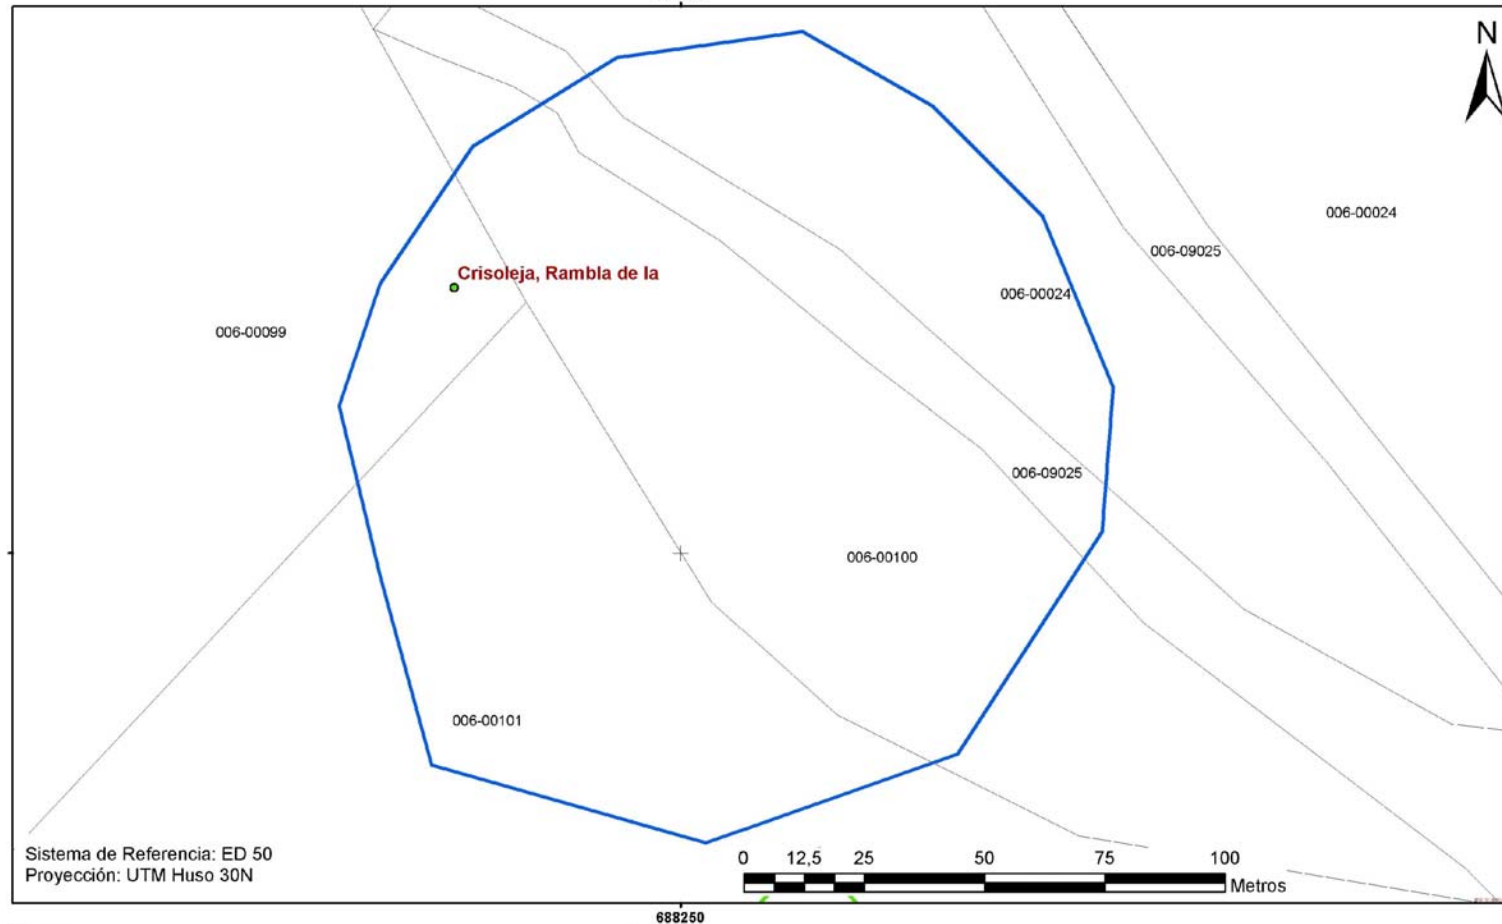 N
006-00024
006-09025
Crisoleja, Rambla de la
006-00024
006-00099
006-09025
006-00100
006-00101
Sistema de Referencia: ED 50
Proyección: UTM Huso 30N
0 12,5 25 50 75 100
Metros
688250